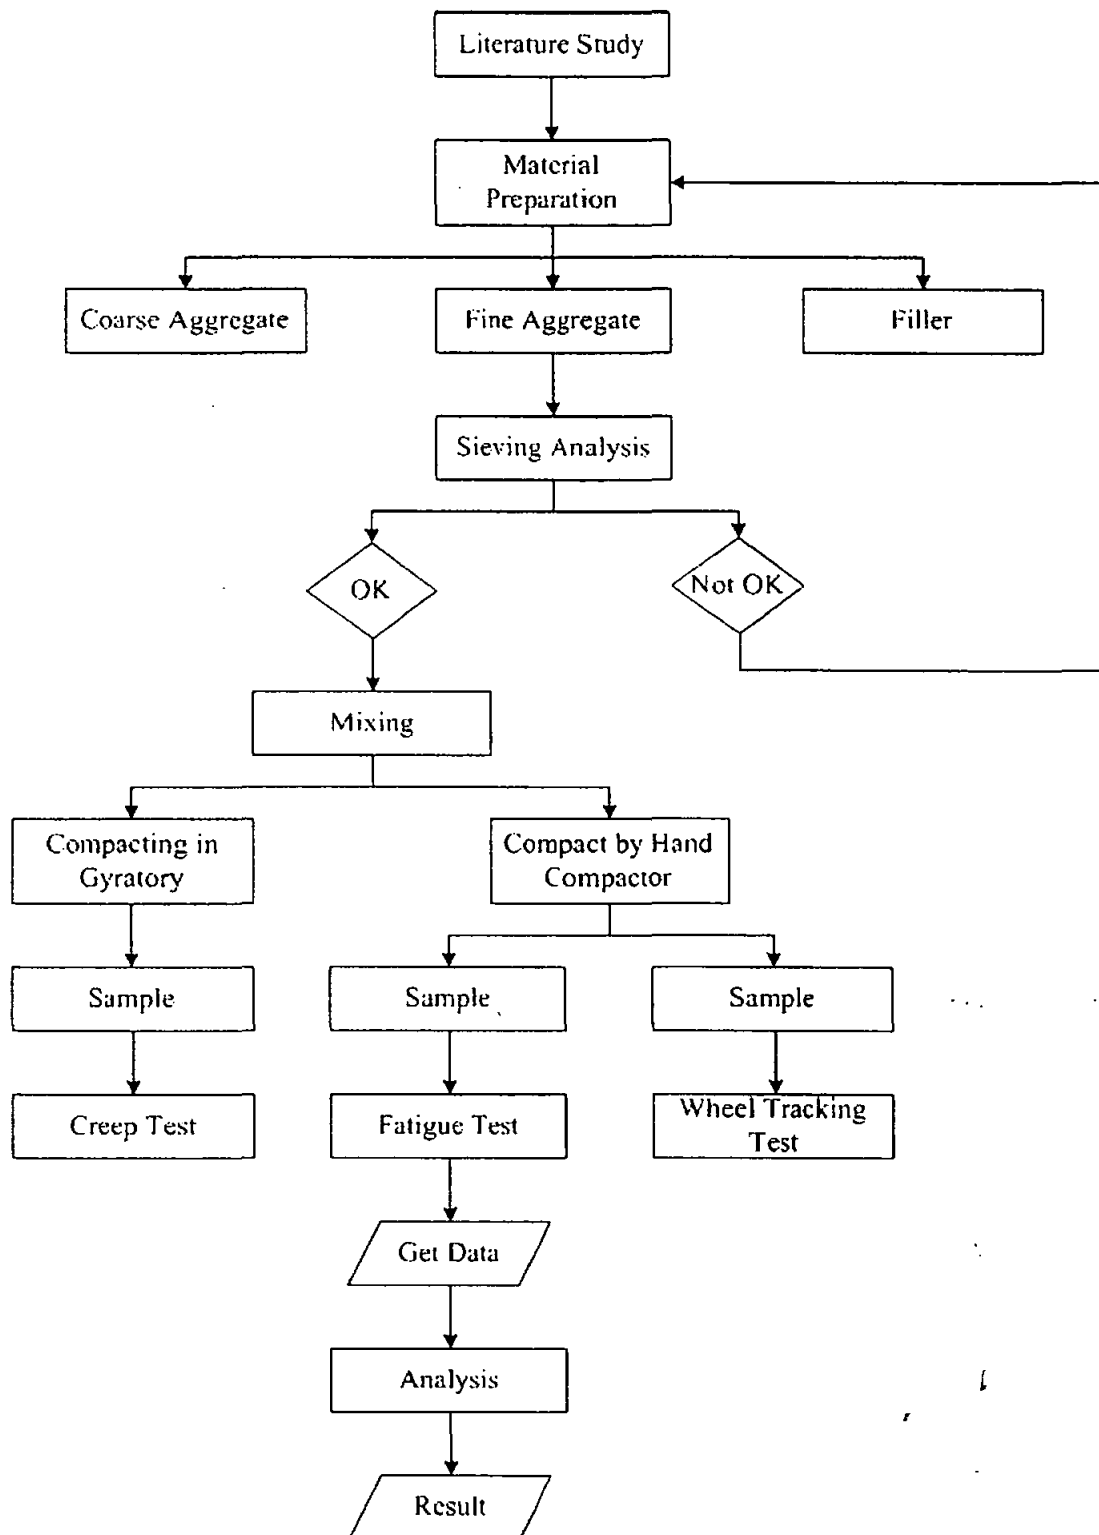 Literature Study
Material
Preparation
Coarse Aggregate
Fine Aggregate
Filler
Sieving Analysis
OK
Not OK
Mixing
Compacting in
Gyratory
Compact by Hand
Compactor
Sample
Sample
Sample
Creep Test
Fatigue Test
Wheel Tracking
Test
Get Data
Analysis
Result